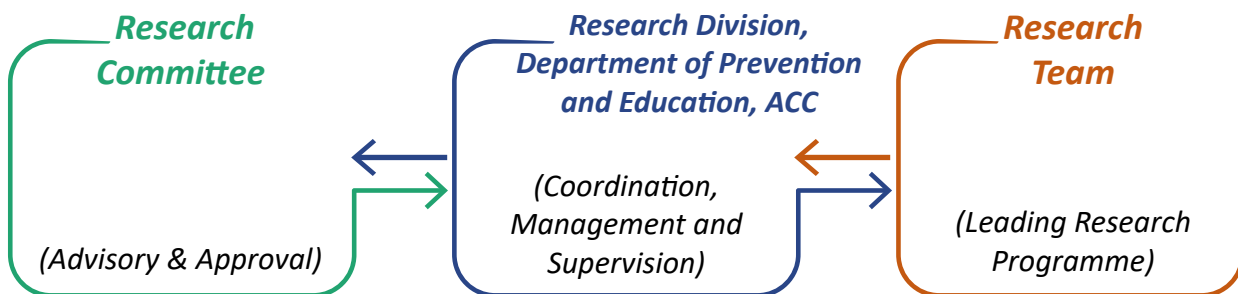 Research
Committee
(Advisory & Approval)
Research Division,
Department of Prevention
and Education, ACC
(Coordination,
Management and
Supervision)
Research
Team
(Leading Research
Programme)